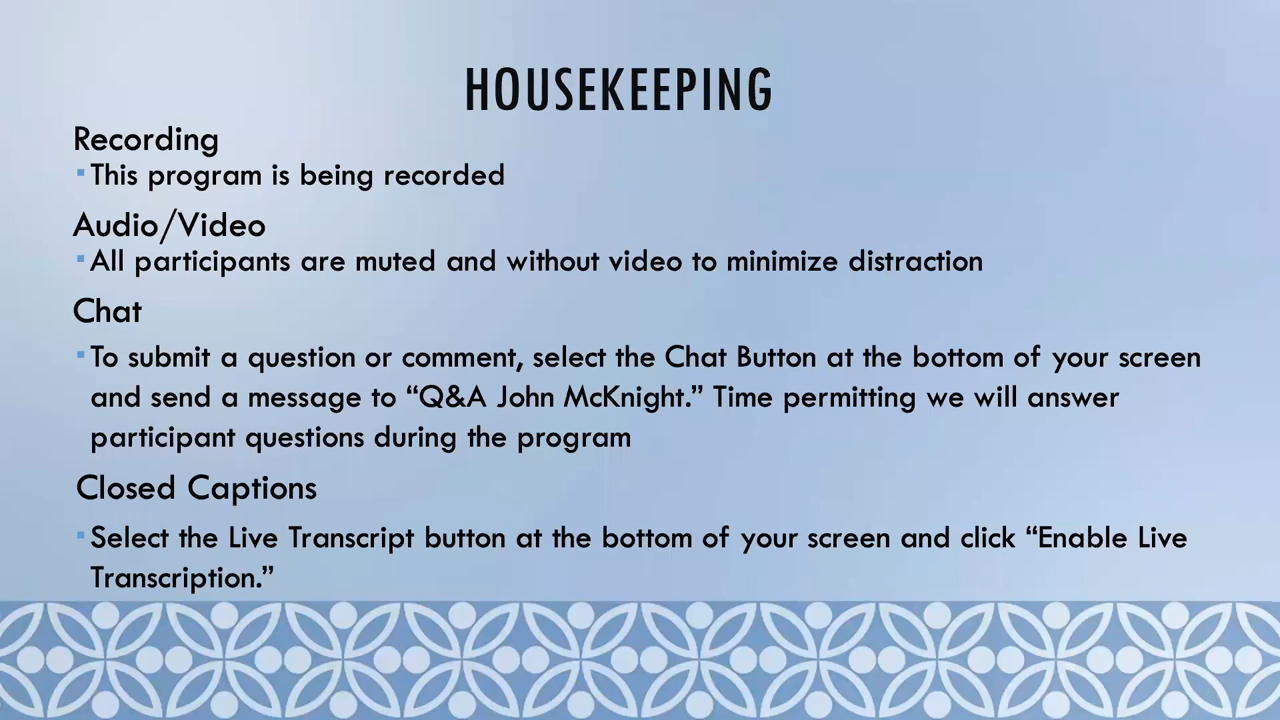 HOUSEKEEPING
Recording
▪This program is being recorded
Audio/Video
▪All participants are muted and without video to minimize distraction
Chat
▪To submit a question or comment, select the Chat Button at the bottom of your screen
and send a message to “Q&A John McKnight.” Time permitting we will answer
participant questions during the program
Closed Captions
▪Select the Live Transcript button at the bottom of your screen and click “Enable Live
Transcription.”